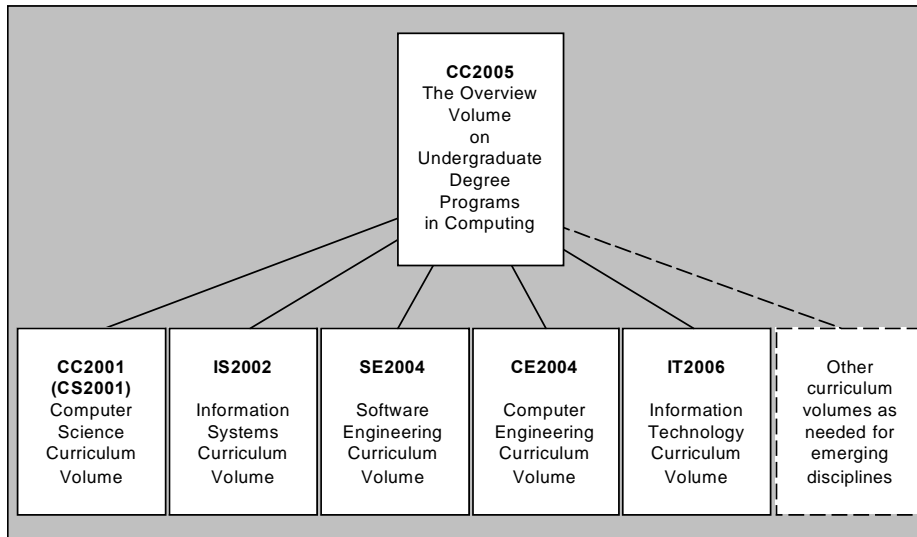 CC2005
The Overview
Volume
on
Undergraduate
Degree
Programs
in Computing
CC2001
(CS2001)
Computer
Science
Curriculum
Volume
IS2002
Information
Systems
Curriculum
Volume
SE2004
Software
Engineering
Curriculum
Volume
CE2004
Computer
Engineering
Curriculum
Volume
IT2006
Information
Technology
Curriculum
Volume
Other
curriculum
volumes as
needed for
emerging
disciplines